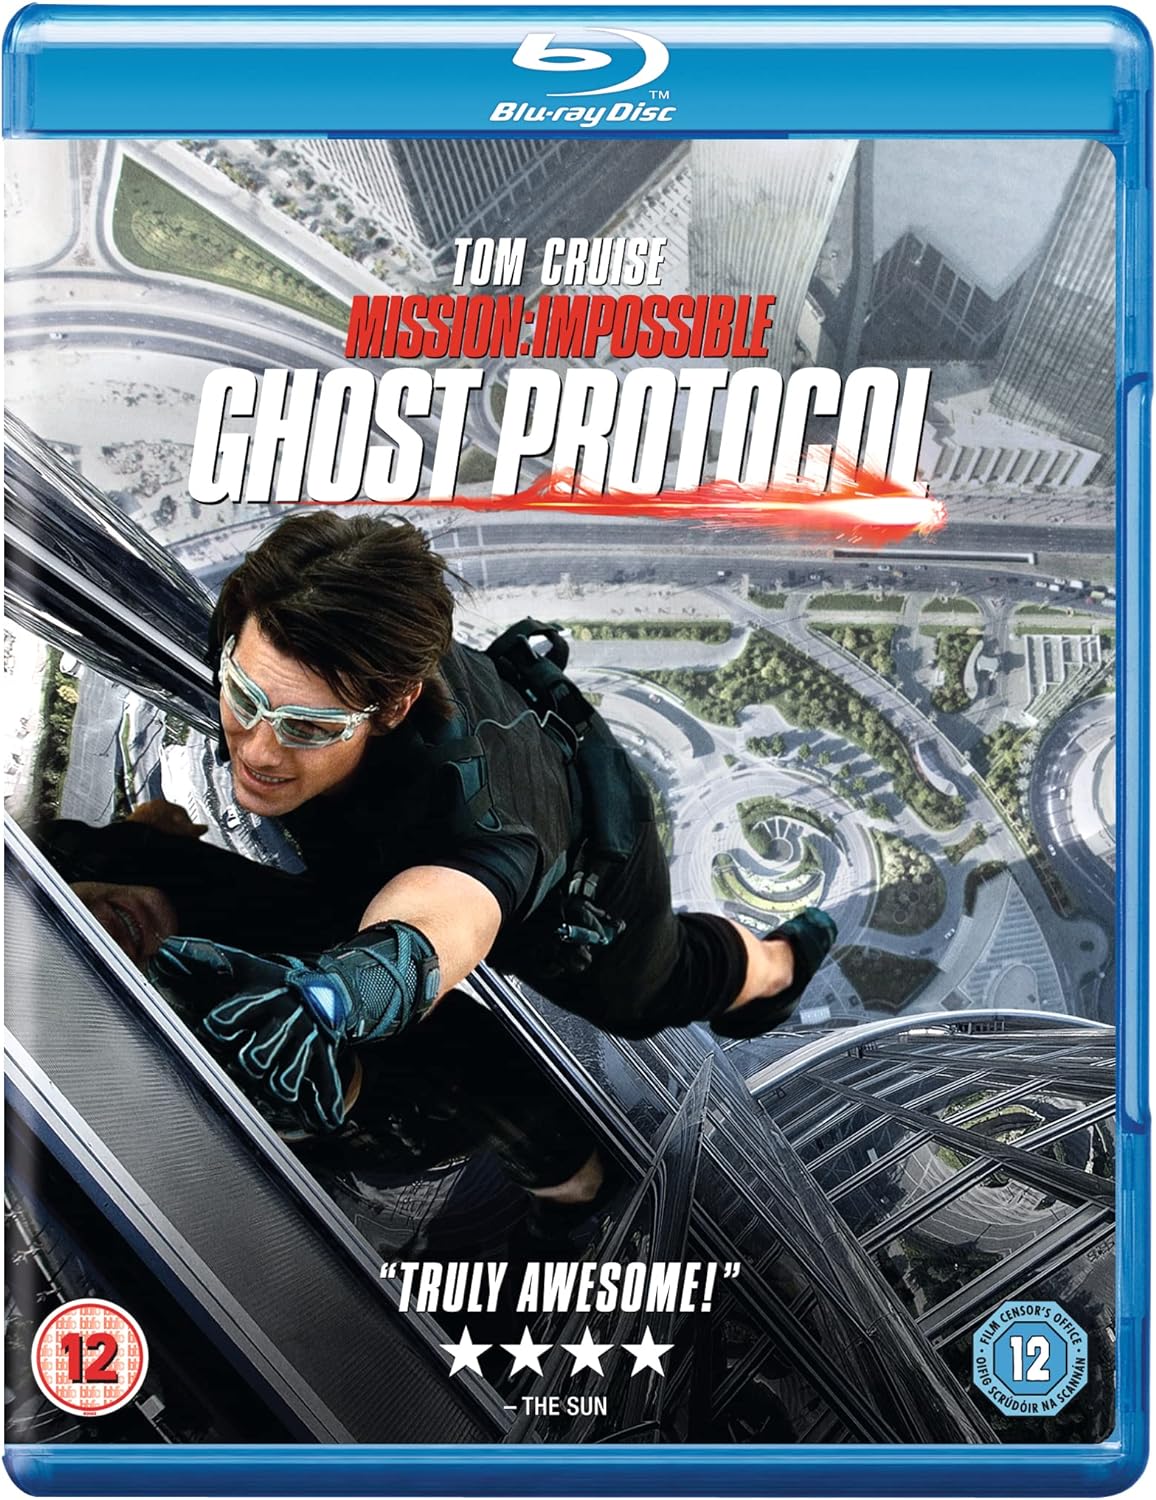 Blu-ray Disc™
TOM CRUISE
MISSION:IMPOSSIBLE
GHOST PROTOCOL
“TRULY AWESOME!”
★★★★
– THE SUN
12
FILM CENSOR'S OFFICE
12
OIFIG SCRÚDÓIR NA SCANNÁN